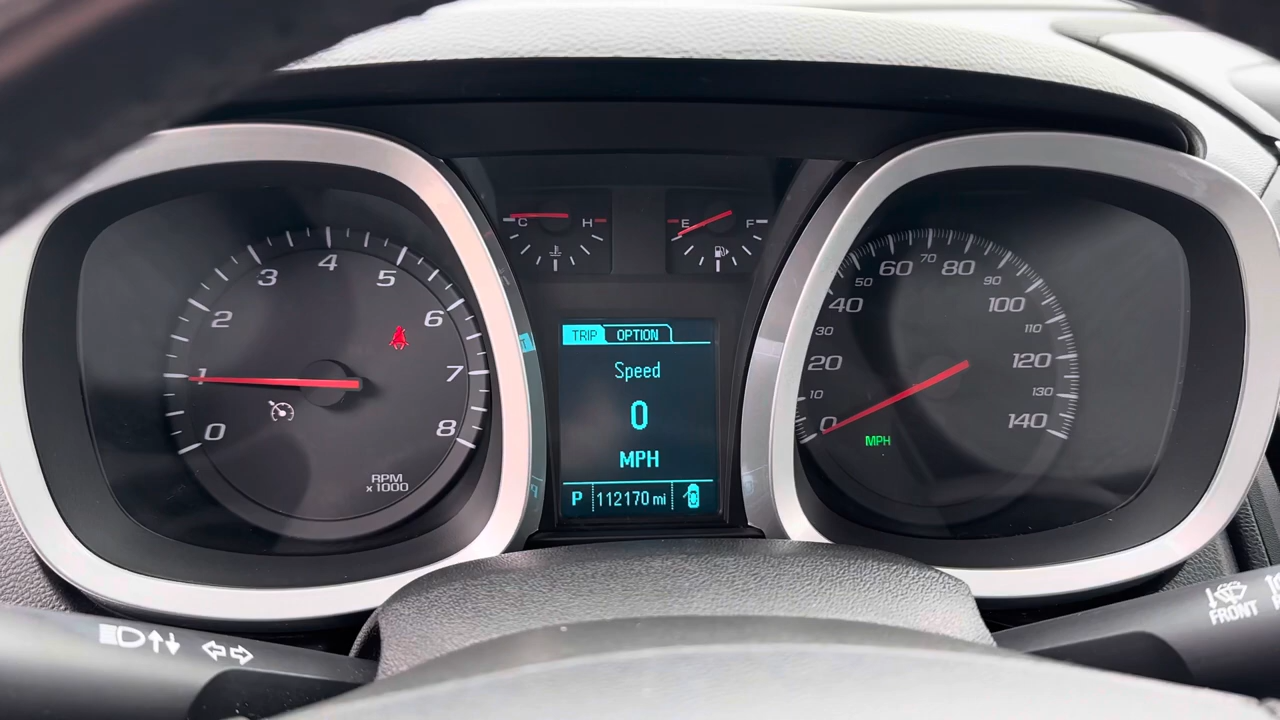 C H
E F
0 1 2 3 4 5 6 7 8
RPM
x 1000
TRIP OPTION
Speed
0
MPH
P 112170 mi
0 10 20 30 40 50 60 70 80 90 100 110 120 130 140
MPH
FRONT